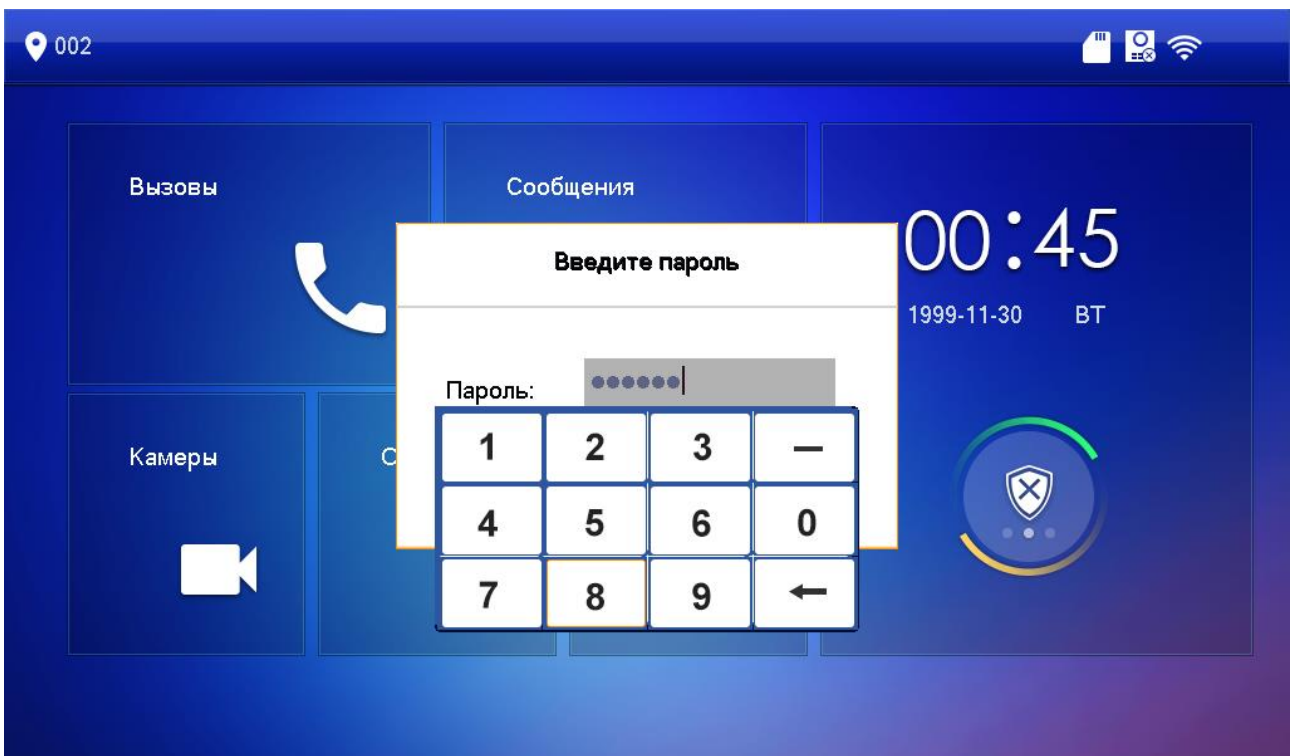 002
Вызовы
Сообщения
00:45
1999-11-30 ВТ
Введите пароль
Пароль:
1 2 3 —
4 5 6 0
7 8 9 ←
Камеры
С